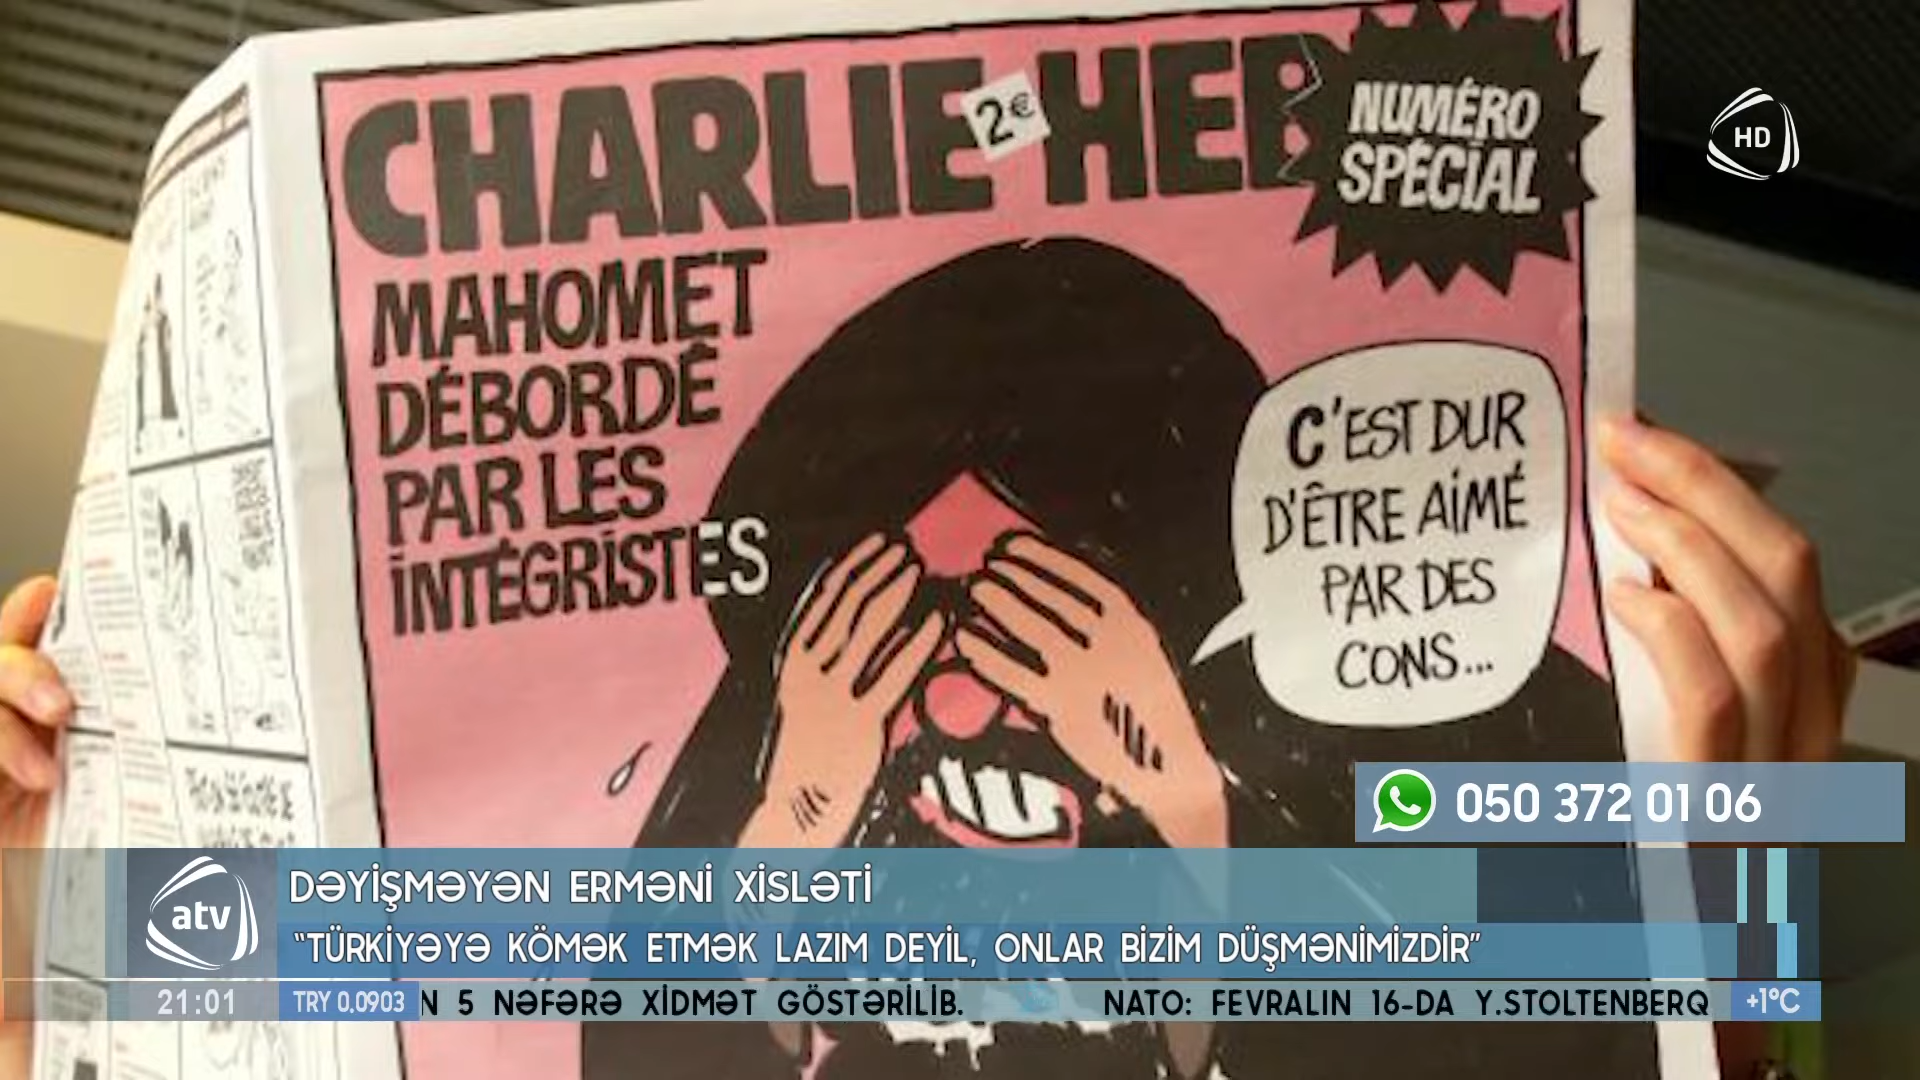 CHARLIE HEB
2€
NUMÉRO
SPÉCIAL
HD
MAHOMET
DÉBORDÉ
PAR LES
INTÉGRISTES
C'EST DUR
D'ÊTRE AIMÉ
PAR DES
CONS...
050 372 01 06
atv
DƏYİŞMƏYƏN ERMƏNİ XİSLƏTİ
“TÜRKİYƏYƏ KÖMƏK ETMƏK LAZIM DEYİL, ONLAR BİZİM DÜŞMƏNİMİZDİR”
21:01 TRY 0.0903 N 5 NƏFƏRƏ XİDMƏT GÖSTƏRİLİB. NATO: FEVRALIN 16-DA Y.STOLTENBERQ +1°C